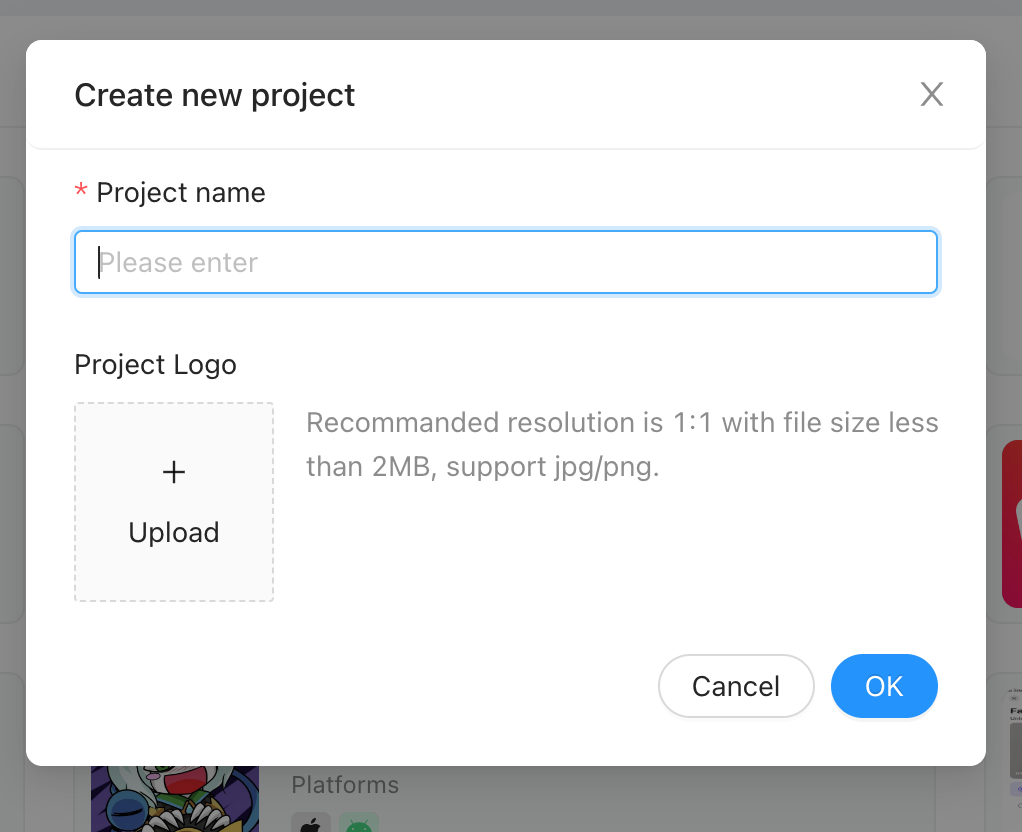 Create new project
* Project name
Please enter
Project Logo
Recommanded resolution is 1:1 with file size less
than 2MB, support jpg/png.
+
Upload
Cancel
OK
Platforms